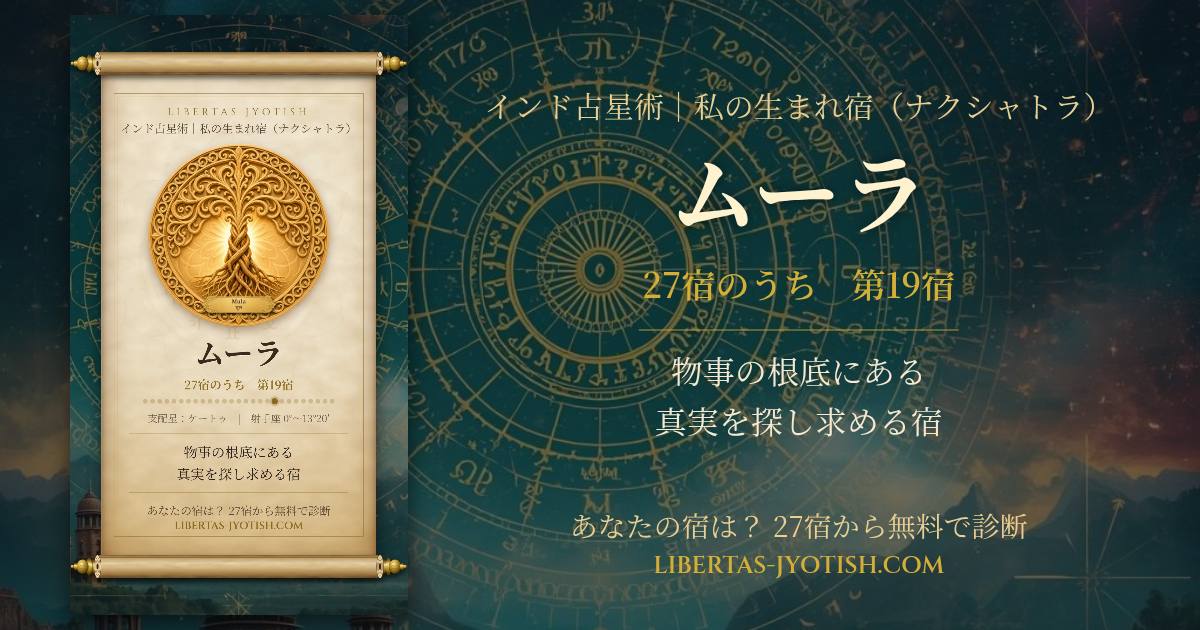 LIBERTAS JYOTISH
インド占星術｜私の生まれ宿（ナクシャトラ）
Mula
ムーラ
27宿のうち　第19宿
支配星：ケートゥ　｜　射手座 0°〜13°20'
物事の根底にある
真実を探し求める宿
あなたの宿は？ 27宿から無料で診断
LIBERTAS-JYOTISH.COM
インド占星術｜私の生まれ宿（ナクシャトラ）
ムーラ
27宿のうち　第19宿
物事の根底にある
真実を探し求める宿
あなたの宿は？ 27宿から無料で診断
LIBERTAS-JYOTISH.COM